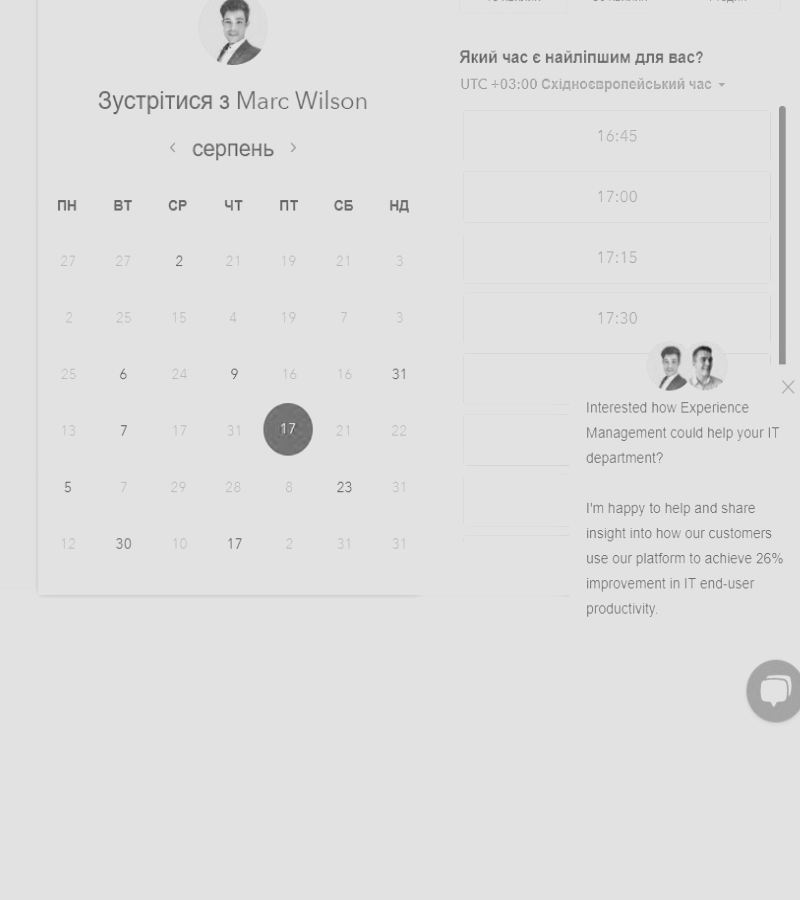 Зустрітися з Marc Wilson
серпень
ПН ВТ СР ЧТ ПТ СБ НД
27 27 2 21 19 21 3
2 25 15 4 19 7 3
25 6 24 9 16 16 31
13 7 17 31 17 21 22
5 7 29 28 8 23 31
12 30 10 17 2 31 31
Який час є найліпшим для вас?
UTC +03:00 Східноєвропейський час
16:45
17:00
17:15
17:30
Interested how Experience
Management could help your IT
department?
I'm happy to help and share
insight into how our customers
use our platform to achieve 26%
improvement in IT end-user
productivity.